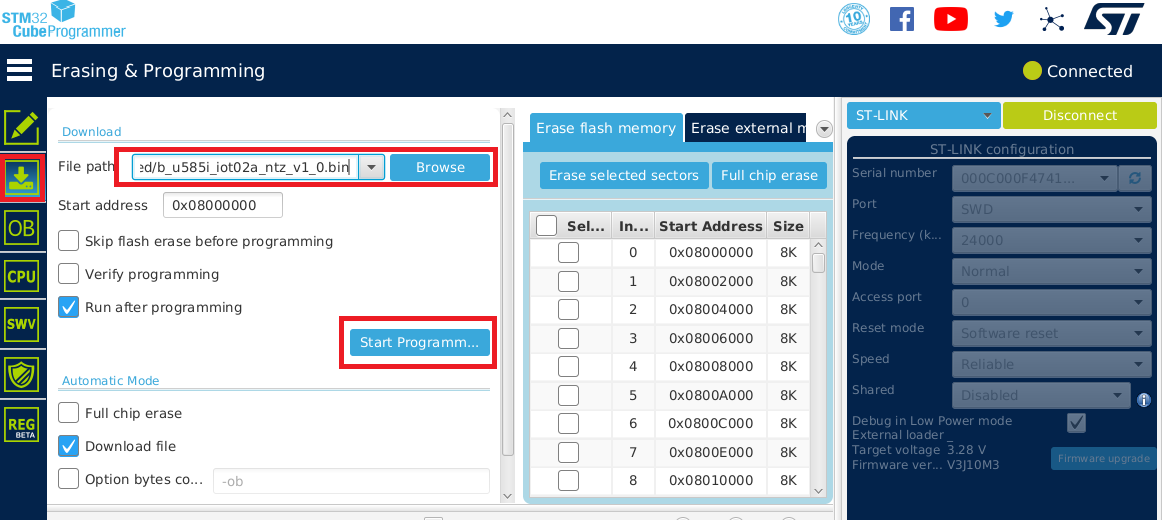 STM32
CubeProgrammer
10
YEARS
ST
Erasing & Programming
Connected
Download
File path
ed/b_u585i_iot02a_ntz_v1_0.bin
Browse
Start address
0x08000000
Skip flash erase before programming
Verify programming
Run after programming
Start Programm...
Automatic Mode
Full chip erase
Download file
Option bytes co...
-ob
OB
CPU
SWV
REG
BETA
Erase flash memory
Erase external m
Erase selected sectors
Full chip erase
Sel... In... Start Address Size
0 0x08000000 8K
1 0x08002000 8K
2 0x08004000 8K
3 0x08006000 8K
4 0x08008000 8K
5 0x0800A000 8K
6 0x0800C000 8K
7 0x0800E000 8K
8 0x08010000 8K
ST-LINK
Disconnect
ST-LINK configuration
Serial number 000C000F4741...
Port SWD
Frequency (k... 24000
Mode Normal
Access port 0
Reset mode Software reset
Speed Reliable
Shared Disabled
Debug in Low Power mode
External loader _
Target voltage 3.28 V
Firmware ver... V3J10M3
Firmware upgrade